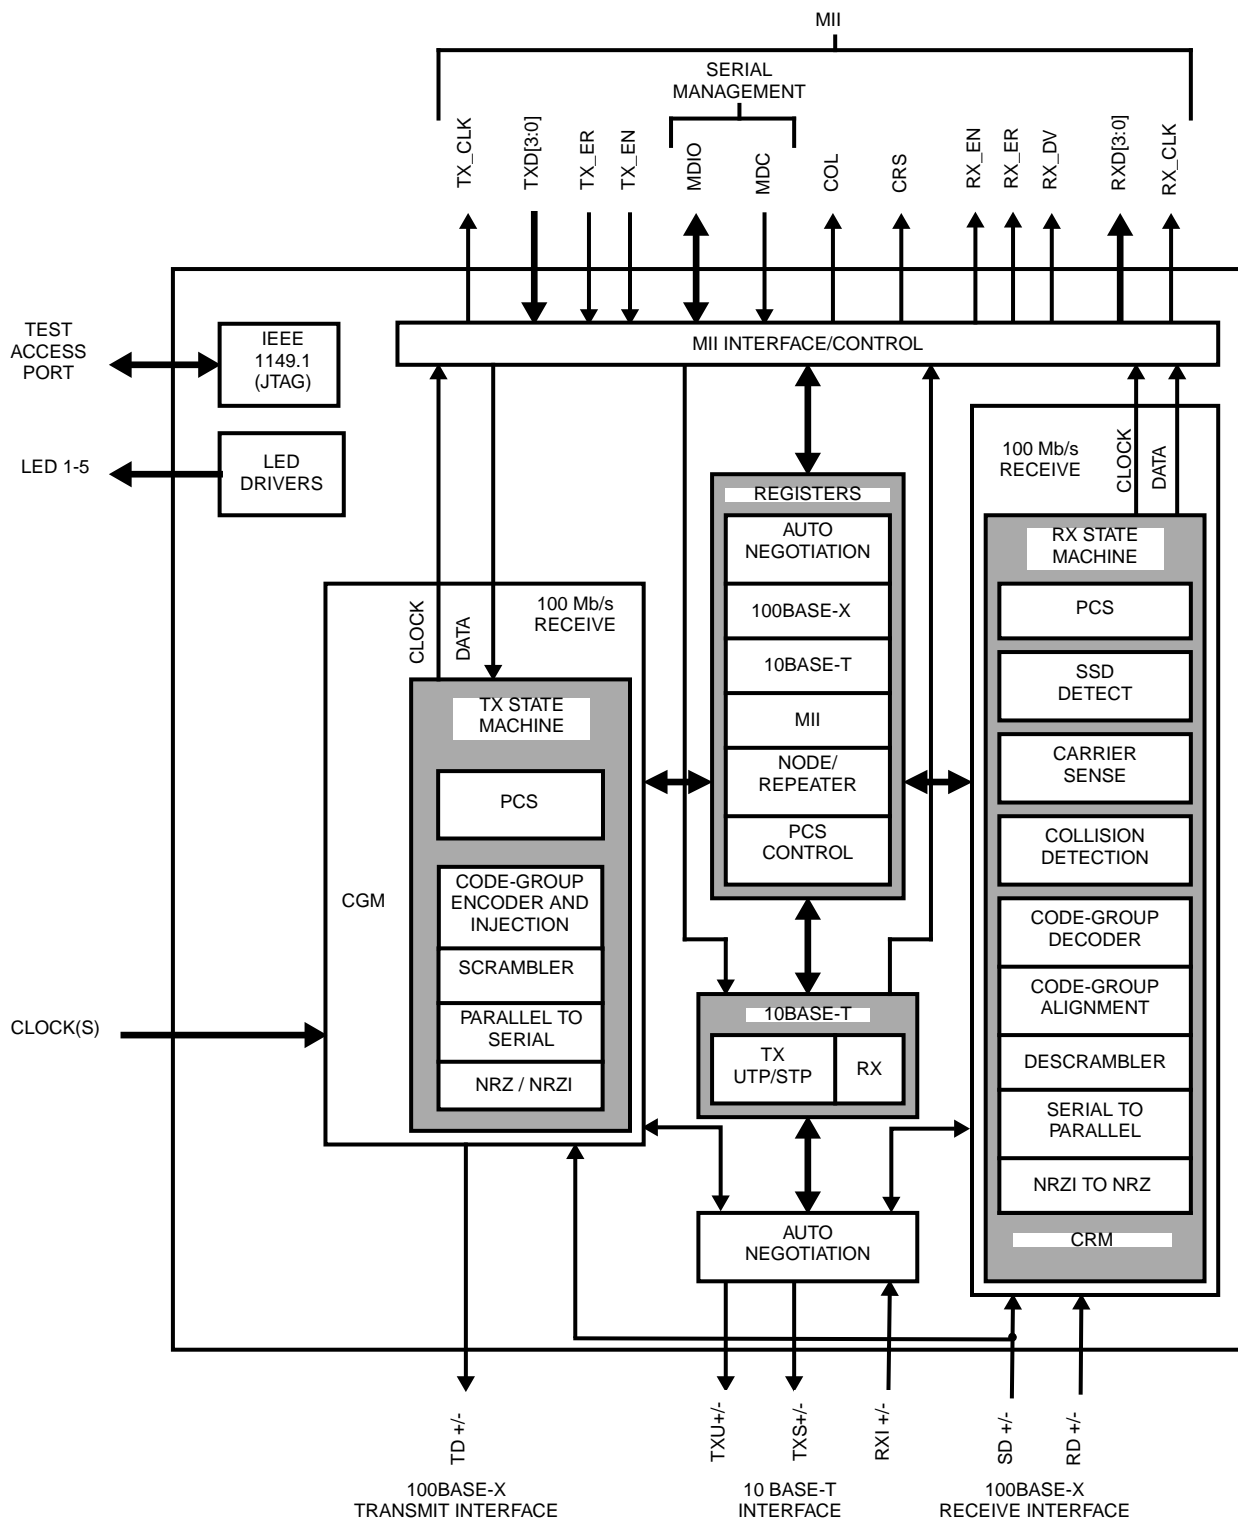 MII
SERIAL
MANAGEMENT
TX_CLK
TXD[3:0]
TX_ER
TX_EN
MDIO
MDC
COL
CRS
RX_EN
RX_ER
RX_DV
RXD[3:0]
RX_CLK
TEST
ACCESS
PORT
IEEE
1149.1
(JTAG)
MII INTERFACE/CONTROL
LED 1-5
LED
DRIVERS
100 Mb/s
RECEIVE
CLOCK
DATA
REGISTERS
AUTO
NEGOTIATION
100BASE-X
10BASE-T
MII
NODE/
REPEATER
PCS
CONTROL
RX STATE
MACHINE
PCS
SSD
DETECT
CARRIER
SENSE
COLLISION
DETECTION
CODE-GROUP
DECODER
CODE-GROUP
ALIGNMENT
DESCRAMBLER
SERIAL TO
PARALLEL
NRZI TO NRZ
CRM
100 Mb/s
RECEIVE
CLOCK
DATA
TX STATE
MACHINE
PCS
CGM
CODE-GROUP
ENCODER AND
INJECTION
SCRAMBLER
PARALLEL TO
SERIAL
NRZ / NRZI
CLOCK(S)
10BASE-T
TX
UTP/STP
RX
AUTO
NEGOTIATION
TD +/-
TXU+/-
TXS+/-
RXI +/-
SD +/-
RD +/-
100BASE-X
TRANSMIT INTERFACE
10 BASE-T
INTERFACE
100BASE-X
RECEIVE INTERFACE